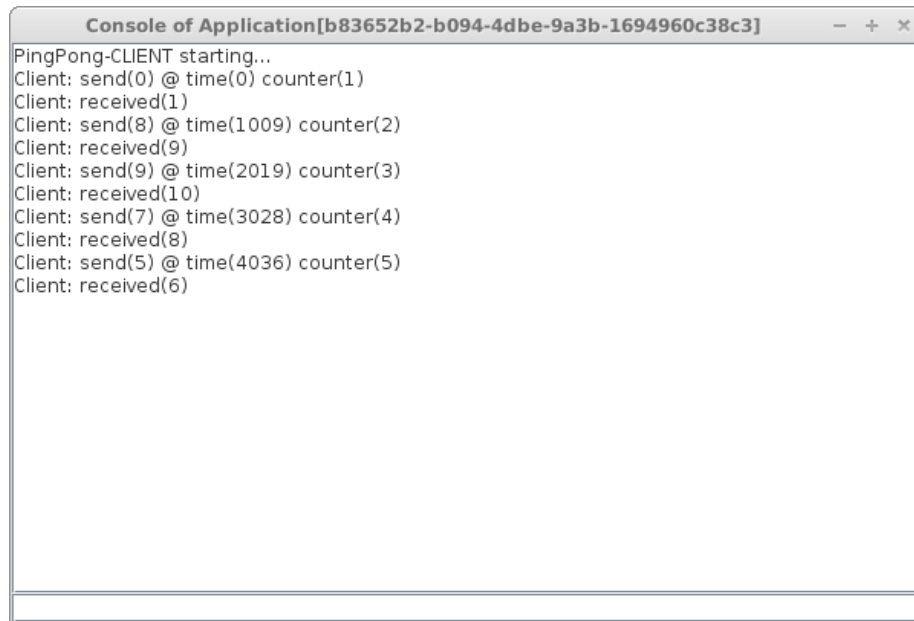 Console of Application[b83652b2-b094-4dbe-9a3b-1694960c38c3]
PingPong-CLIENT starting...
Client: send(0) @ time(0) counter(1)
Client: received(1)
Client: send(8) @ time(1009) counter(2)
Client: received(9)
Client: send(9) @ time(2019) counter(3)
Client: received(10)
Client: send(7) @ time(3028) counter(4)
Client: received(8)
Client: send(5) @ time(4036) counter(5)
Client: received(6)